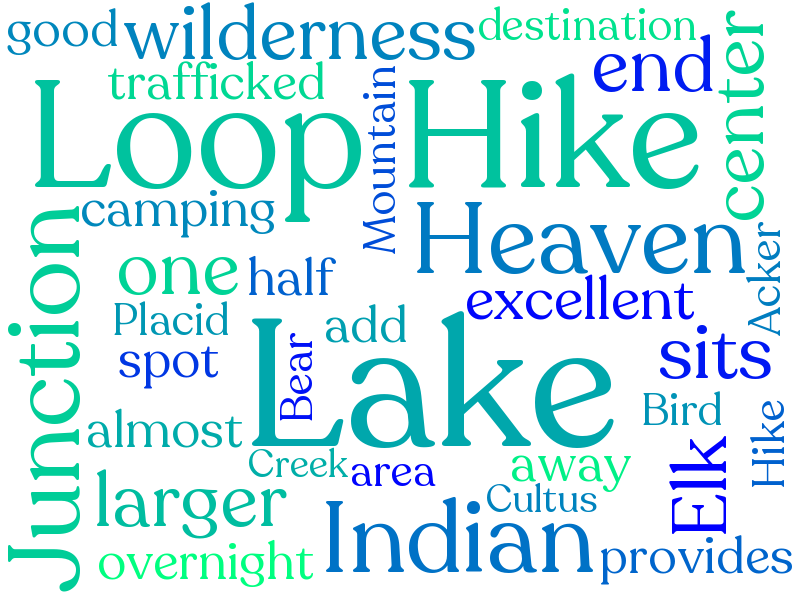 good
wilderness
destination
trafficked
end
center
Loop
Hike
Mountain
camping
Heaven
Junction
one
half
excellent
Acker
Placid
add
spot
Bear
Lake
sits
Bird
almost
Hike
Creek
area
away
Elk
larger
Cultus
Indian
overnight
provides